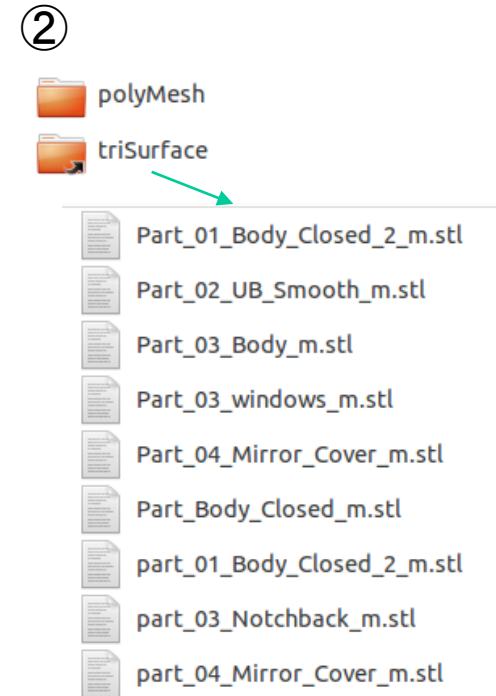 ②
polyMesh
triSurface
Part_01_Body_Closed_2_m.stl
Part_02_UB_Smooth_m.stl
Part_03_Body_m.stl
Part_03_windows_m.stl
Part_04_Mirror_Cover_m.stl
Part_Body_Closed_m.stl
part_01_Body_Closed_2_m.stl
part_03_Notchback_m.stl
part_04_Mirror_Cover_m.stl